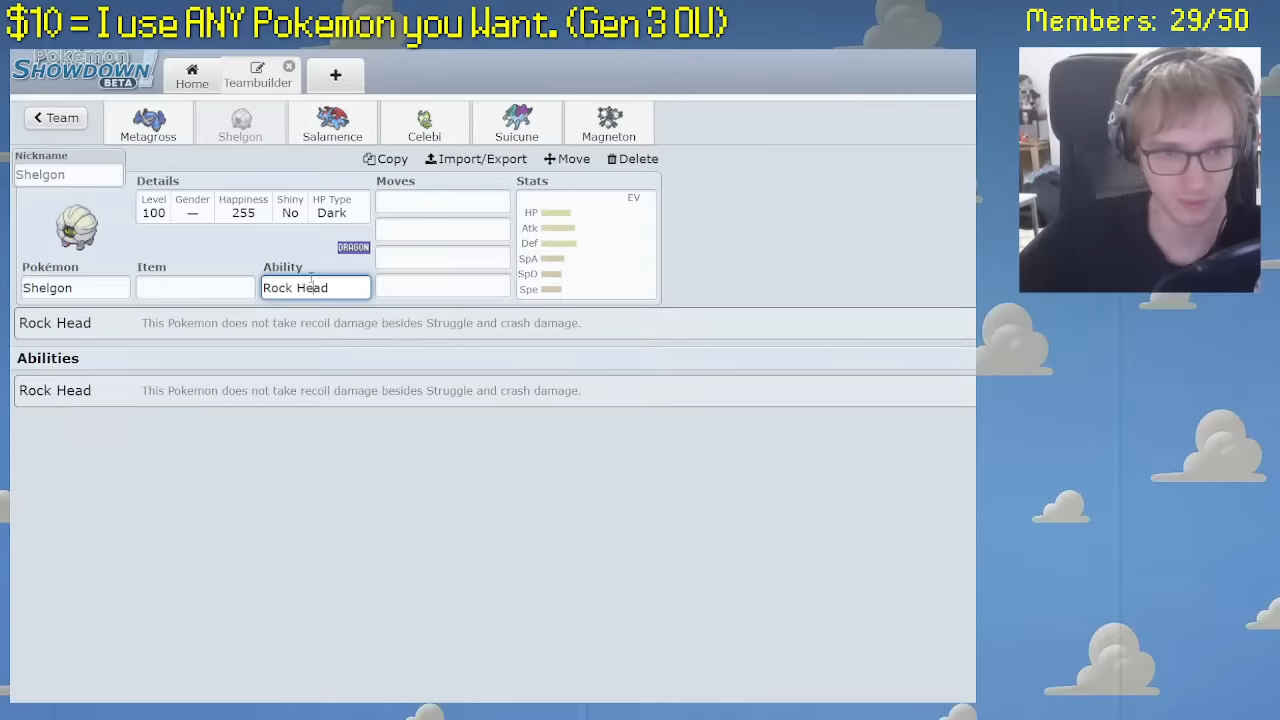 $10 = I use ANY Pokemon you Want. (Gen 3 OU)
Members: 29/50
Pokémon
SHOWDOWN!
BETA
Home
Teambuilder
+
Team
Metagross
Shelgon
Salamence
Celebi
Suicune
Magneton
Copy
Import/Export
Move
Delete
Nickname
Shelgon
Details
Level Gender Happiness Shiny HP Type
100 — 255 No Dark
DRAGON
Pokémon
Shelgon
Item
Ability
Rock Head
Moves
Stats
EV
HP
Atk
Def
SpA
SpD
Spe
Rock Head This Pokemon does not take recoil damage besides Struggle and crash damage.
Abilities
Rock Head This Pokemon does not take recoil damage besides Struggle and crash damage.